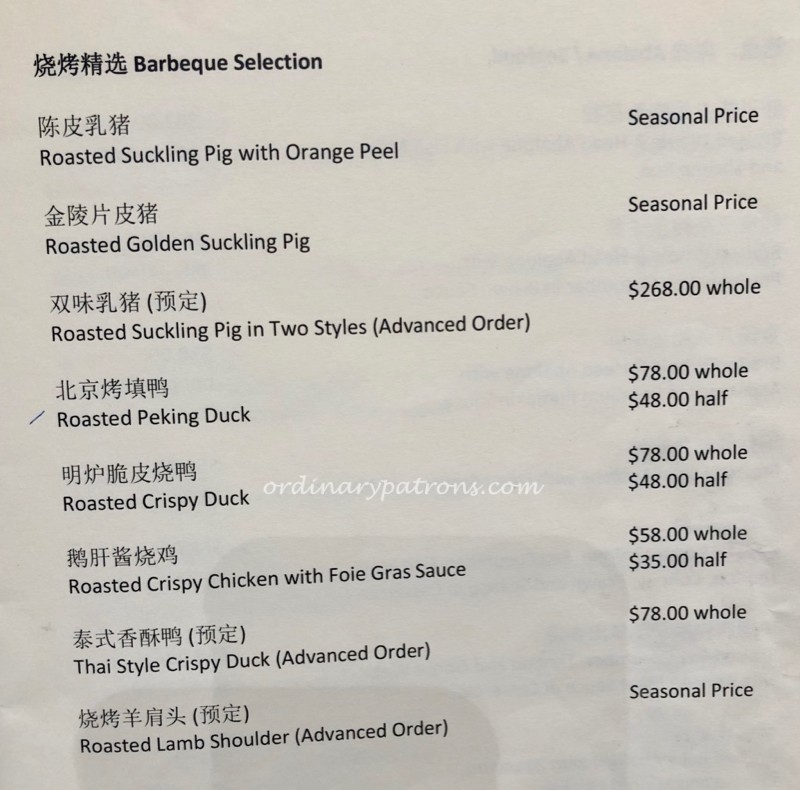 烧烤精选 Barbeque Selection
陈皮乳猪
Seasonal Price
Roasted Suckling Pig with Orange Peel
金陵片皮猪
Seasonal Price
Roasted Golden Suckling Pig
双味乳猪 (预定)
$268.00 whole
Roasted Suckling Pig in Two Styles (Advanced Order)
北京烤填鸭
$78.00 whole
Roasted Peking Duck
$48.00 half
明炉脆皮烧鸭
$78.00 whole
Roasted Crispy Duck
$48.00 half
ordinarypatrons.com
鹅肝酱烧鸡
$58.00 whole
Roasted Crispy Chicken with Foie Gras Sauce
$35.00 half
泰式香酥鸭 (预定)
$78.00 whole
Thai Style Crispy Duck (Advanced Order)
烧烤羊肩头 (预定)
Seasonal Price
Roasted Lamb Shoulder (Advanced Order)